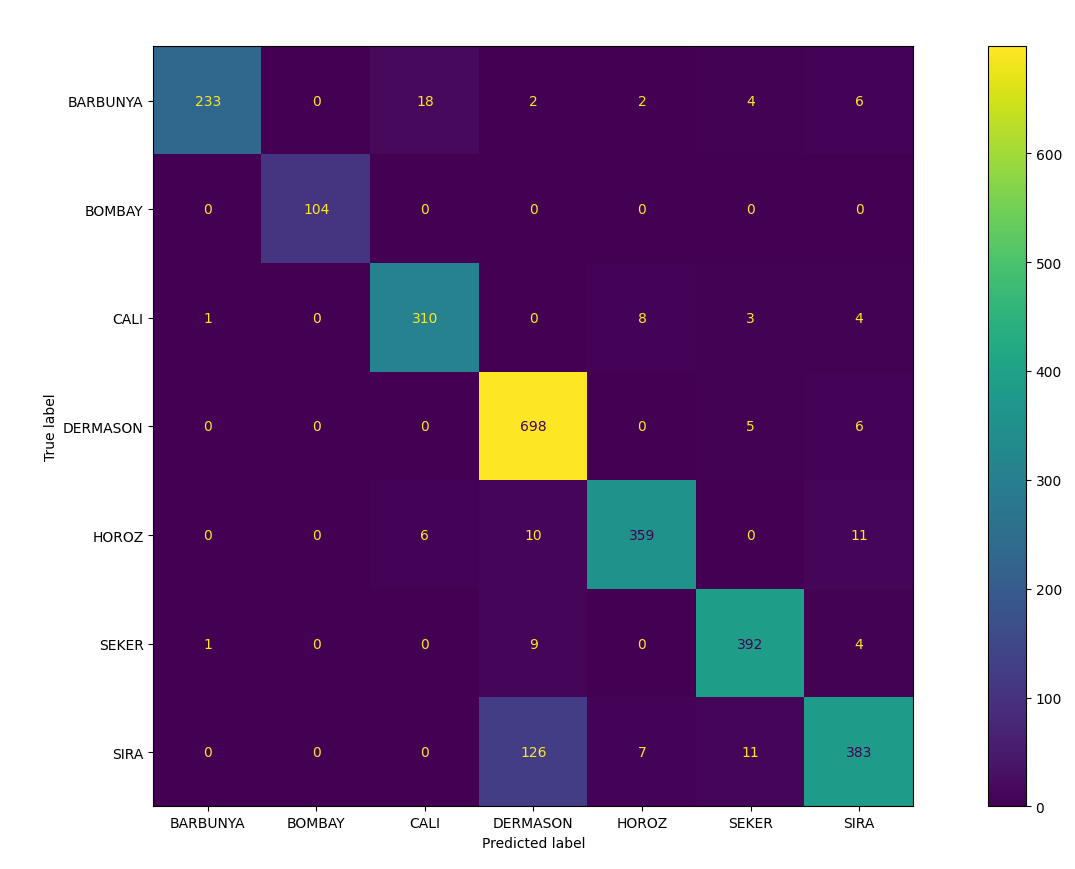 BARBUNYA 233 0 18 2 2 4 6
BOMBAY 0 104 0 0 0 0 0
CALI 1 0 310 0 8 3 4
DERMASON 0 0 0 698 0 5 6
HOROZ 0 0 6 10 359 0 11
SEKER 1 0 0 9 0 392 4
SIRA 0 0 0 126 7 11 383
BARBUNYA BOMBAY CALI DERMASON HOROZ SEKER SIRA
Predicted label
True label
600
500
400
300
200
100
0